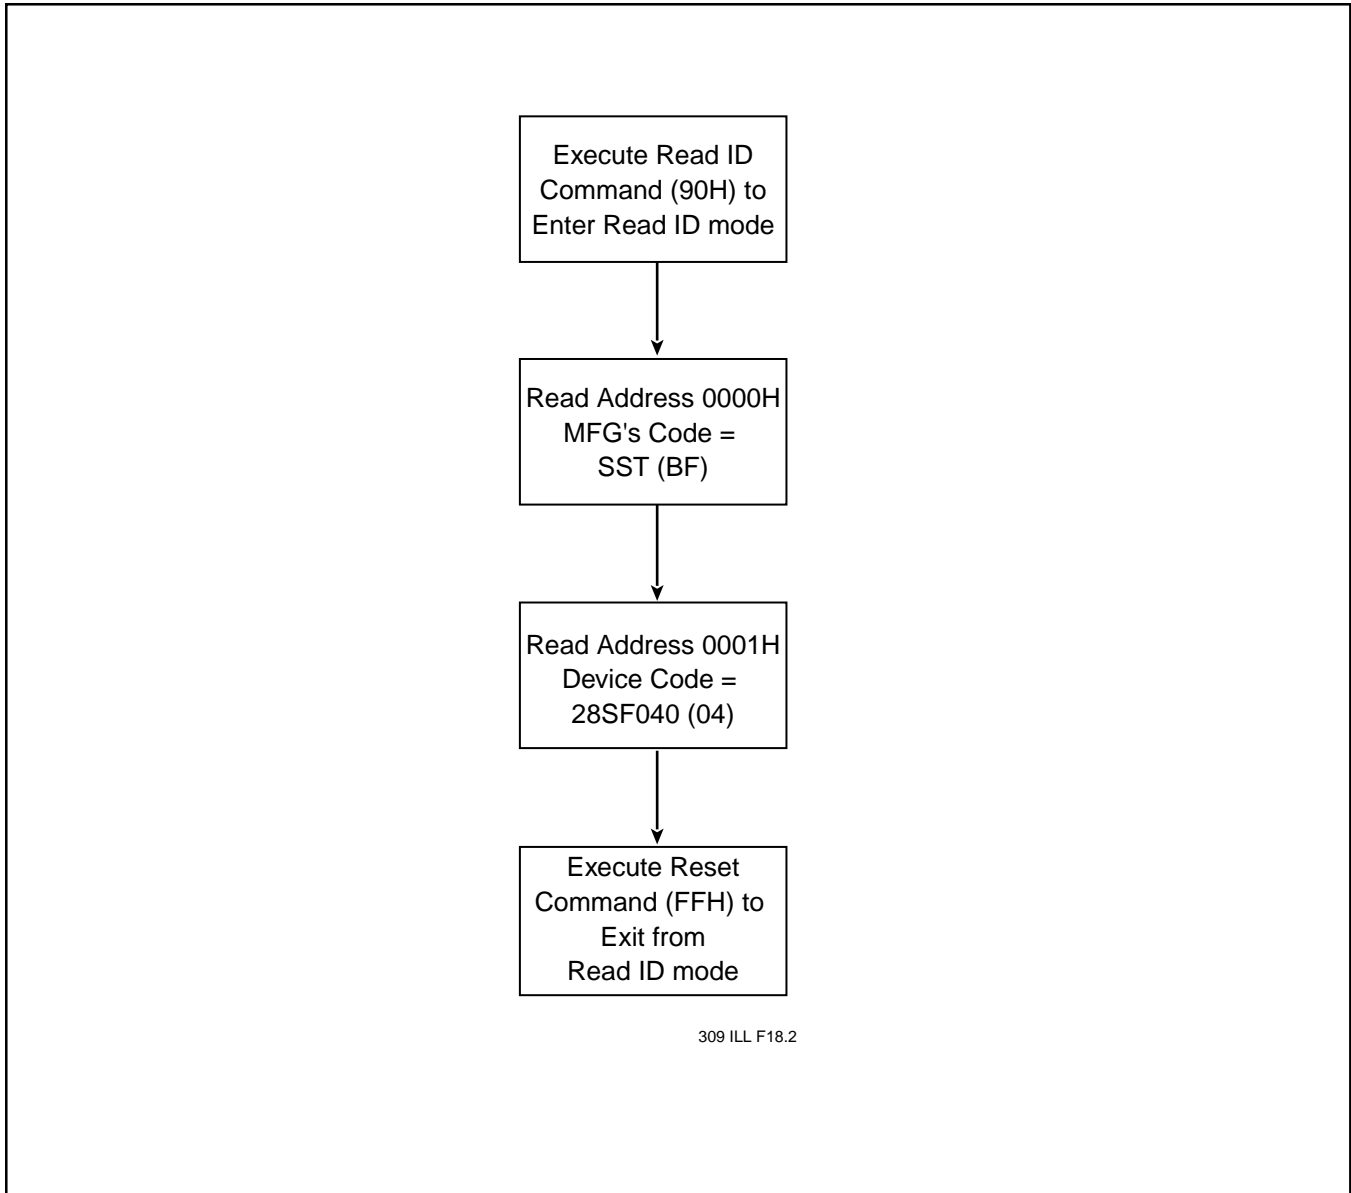 Execute Read ID
Command (90H) to
Enter Read ID mode
Read Address 0000H
MFG's Code =
SST (BF)
Read Address 0001H
Device Code =
28SF040 (04)
Execute Reset
Command (FFH) to
Exit from
Read ID mode
309 ILL F18.2